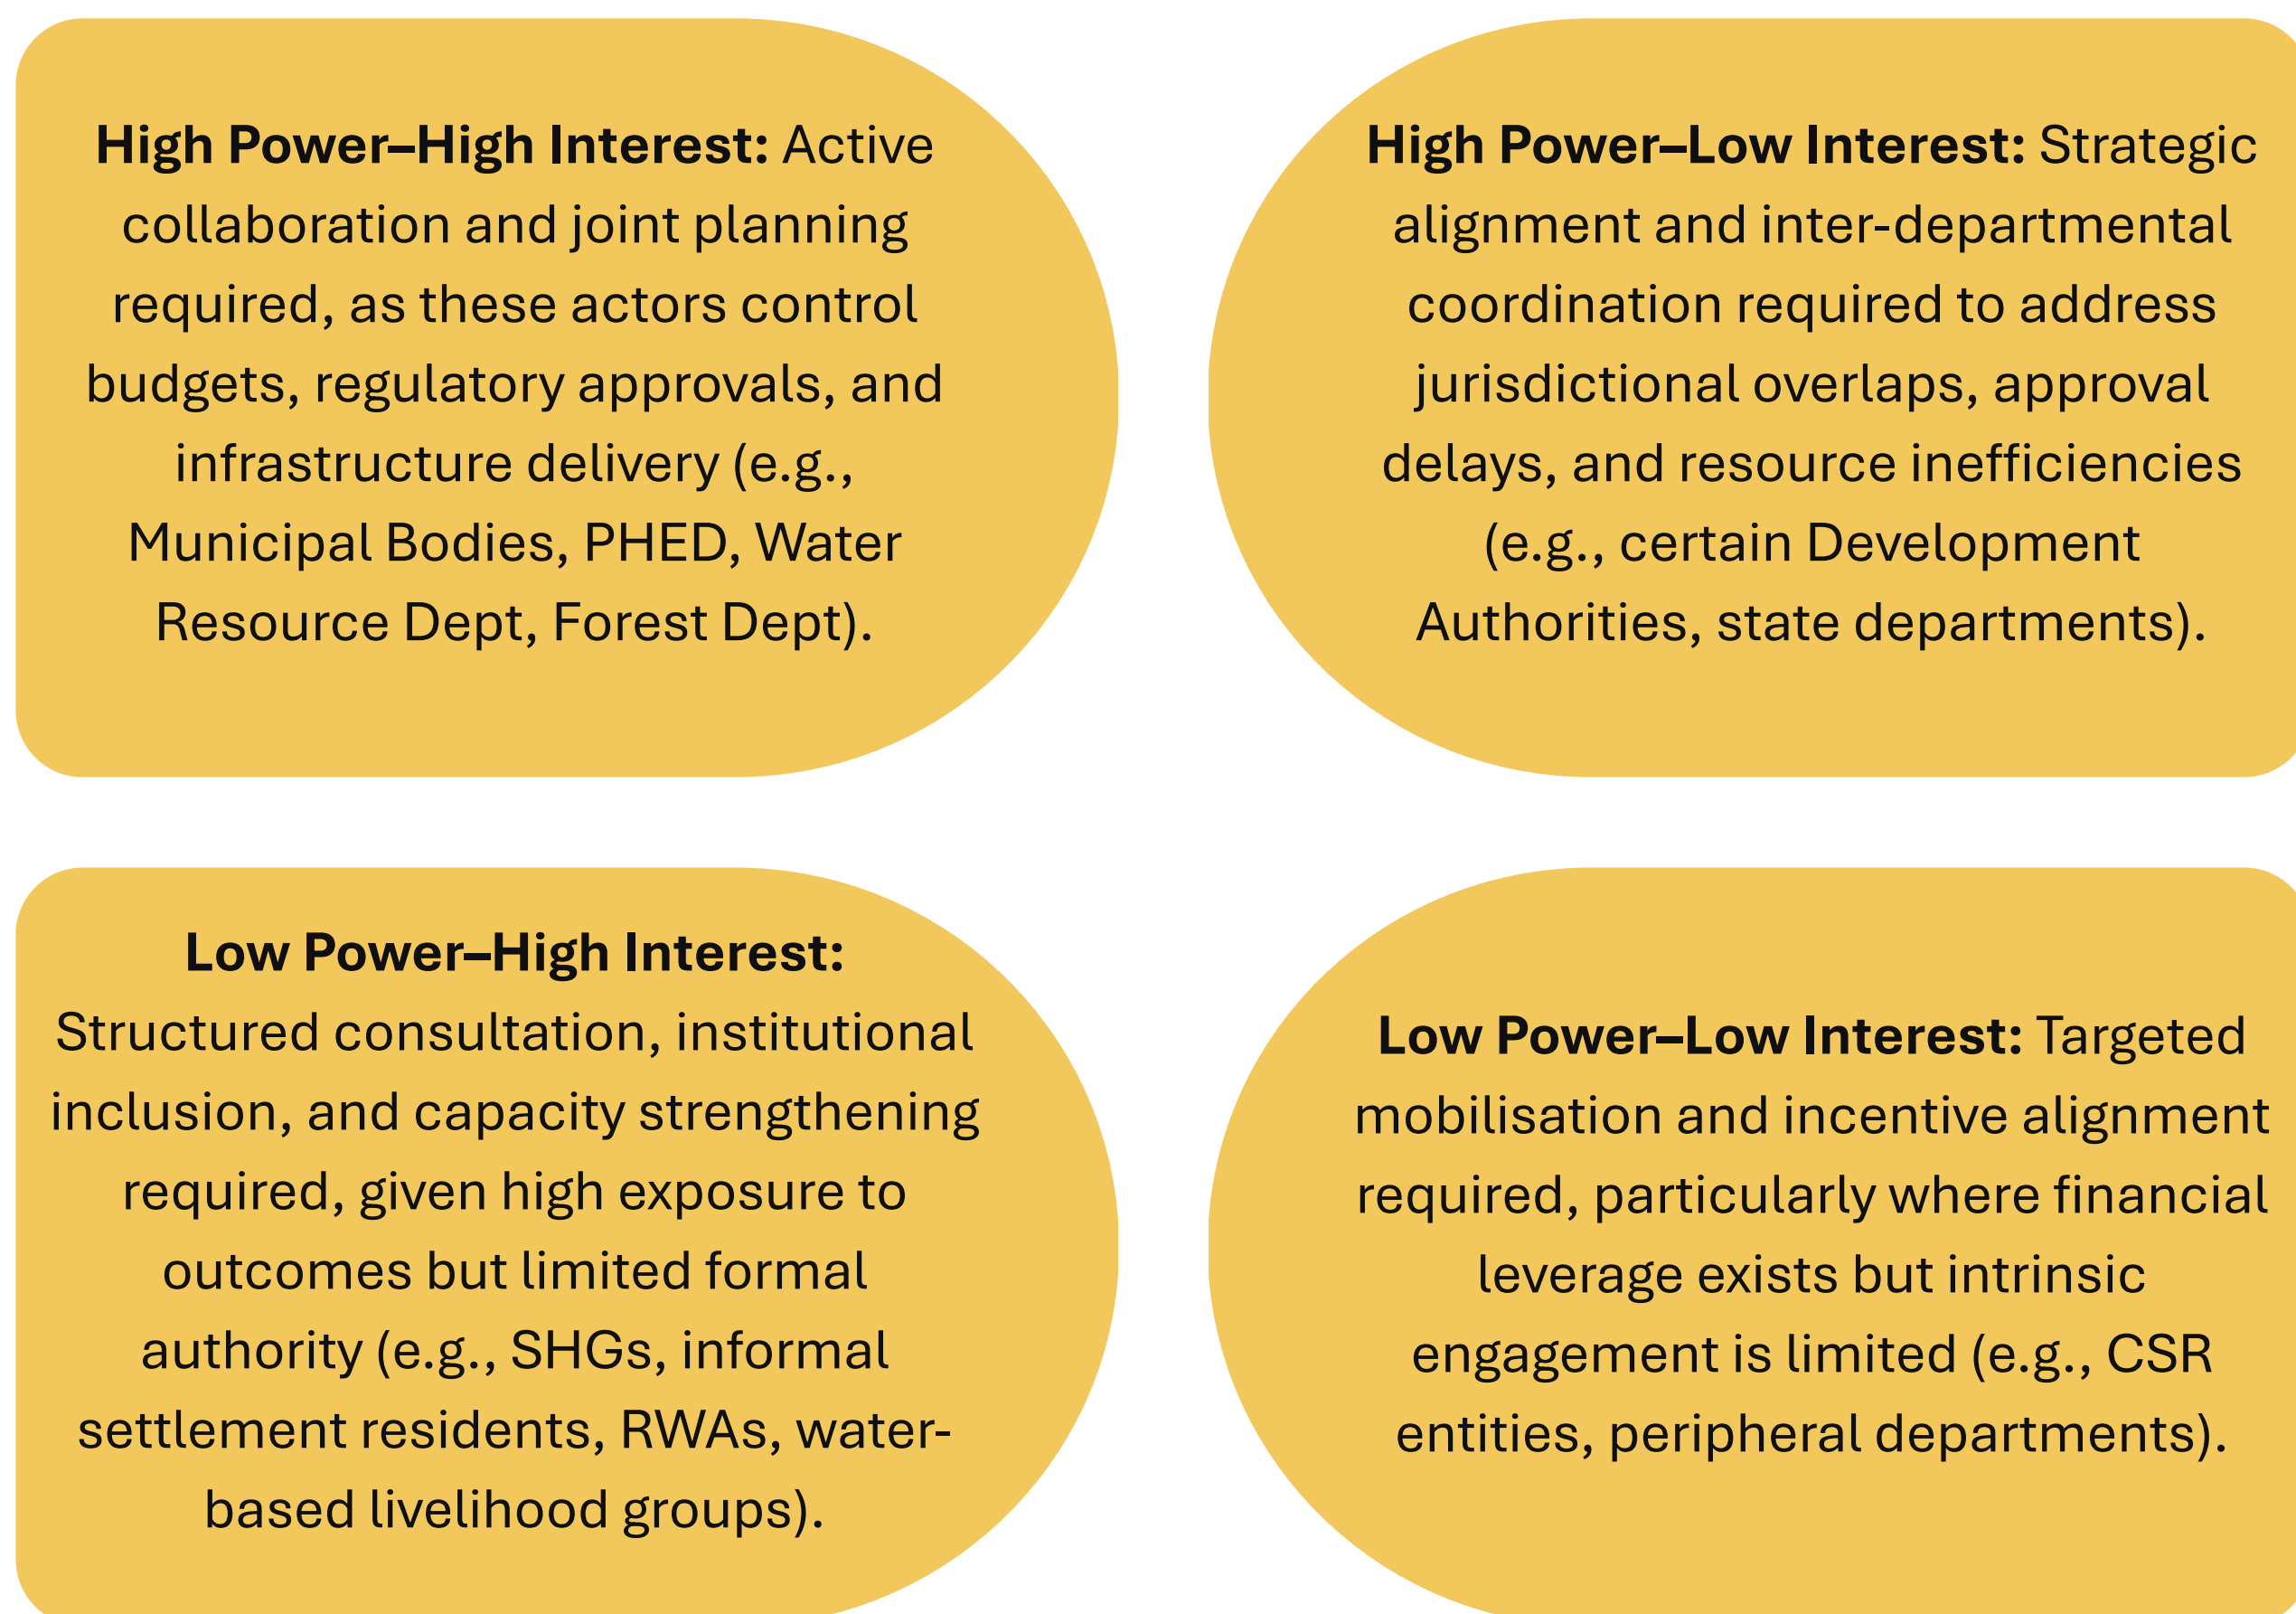 High Power–High Interest: Active
collaboration and joint planning
required, as these actors control
budgets, regulatory approvals, and
infrastructure delivery (e.g.,
Municipal Bodies, PHED, Water
Resource Dept, Forest Dept).
High Power–Low Interest: Strategic
alignment and inter-departmental
coordination required to address
jurisdictional overlaps, approval
delays, and resource inefficiencies
(e.g., certain Development
Authorities, state departments).
Low Power–High Interest:
Structured consultation, institutional
inclusion, and capacity strengthening
required, given high exposure to
outcomes but limited formal
authority (e.g., SHGs, informal
settlement residents, RWAs, water-
based livelihood groups).
Low Power–Low Interest: Targeted
mobilisation and incentive alignment
required, particularly where financial
leverage exists but intrinsic
engagement is limited (e.g., CSR
entities, peripheral departments).